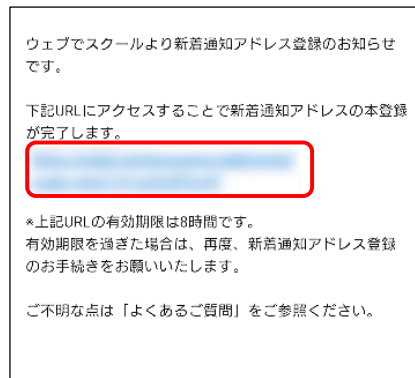 ウェブでスクールより新着通知アドレス登録のお知らせ
です。
下記URLにアクセスすることで新着通知アドレスの本登録
が完了します。
※上記URLの有効期限は8時間です。
有効期限を過ぎた場合は、再度、新着通知アドレス登録
のお手続きをお願いいたします。
ご不明な点は「よくあるご質問」をご参照ください。